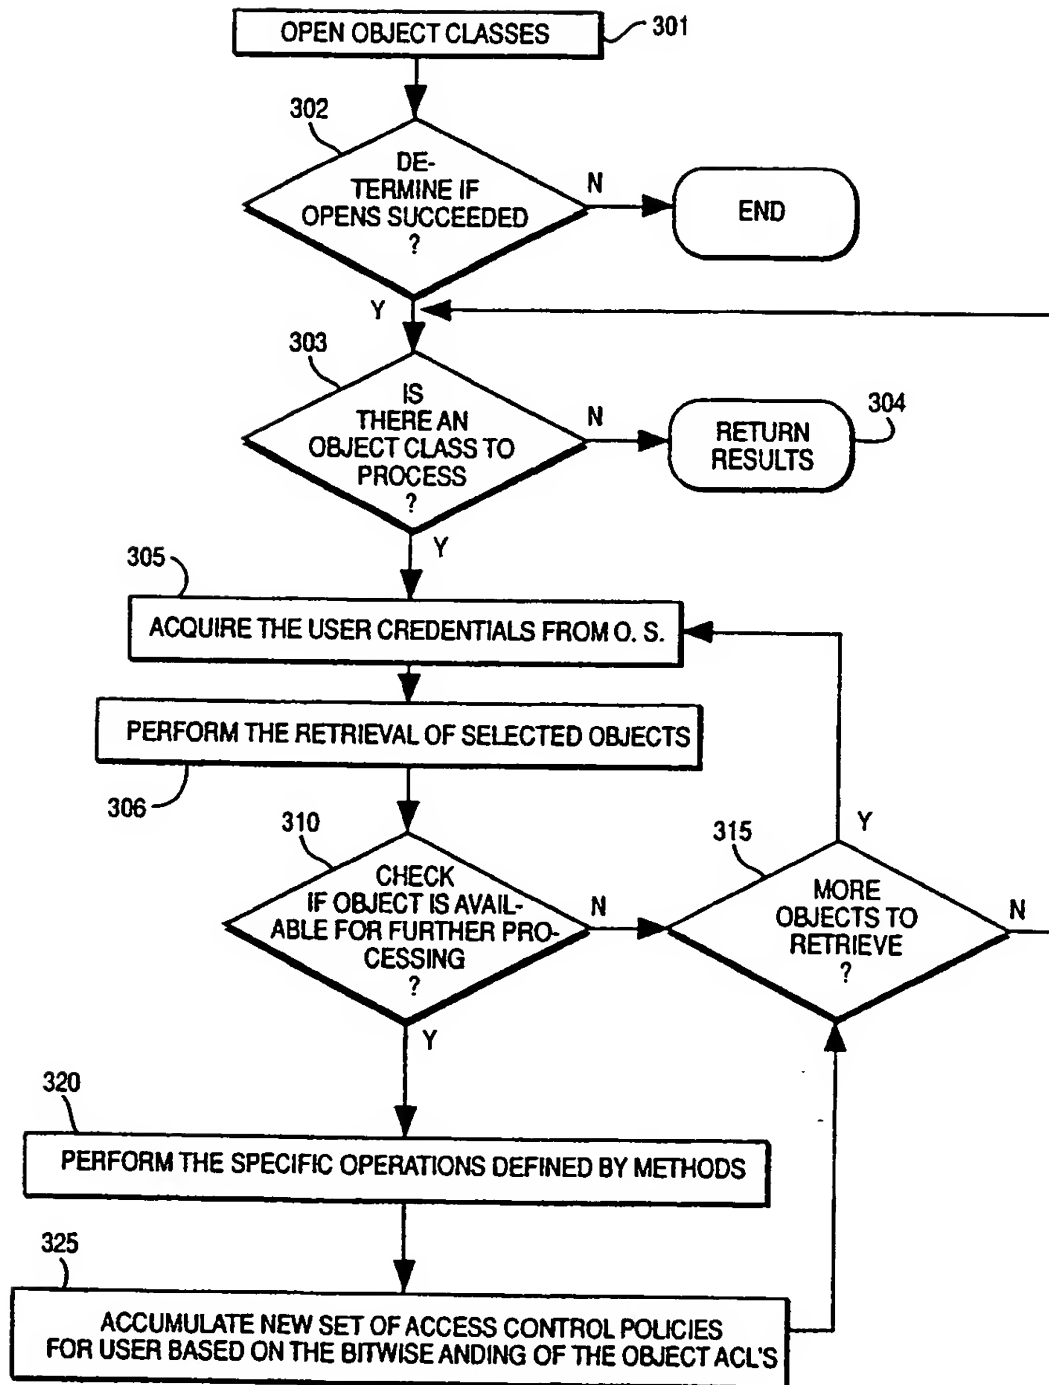 OPEN OBJECT CLASSES
301
302
DE-
TERMINE IF
OPENS SUCCEEDED
?
N
END
Y
303
IS
THERE AN
OBJECT CLASS TO
PROCESS
?
N
RETURN
RESULTS
304
Y
305
ACQUIRE THE USER CREDENTIALS FROM O. S.
PERFORM THE RETRIEVAL OF SELECTED OBJECTS
306
310
CHECK
IF OBJECT IS AVAIL-
ABLE FOR FURTHER PRO-
CESSING
?
N
315
Y
MORE
OBJECTS TO
RETRIEVE
?
N
Y
320
PERFORM THE SPECIFIC OPERATIONS DEFINED BY METHODS
325
ACCUMULATE NEW SET OF ACCESS CONTROL POLICIES
FOR USER BASED ON THE BITWISE ANDING OF THE OBJECT ACL'S